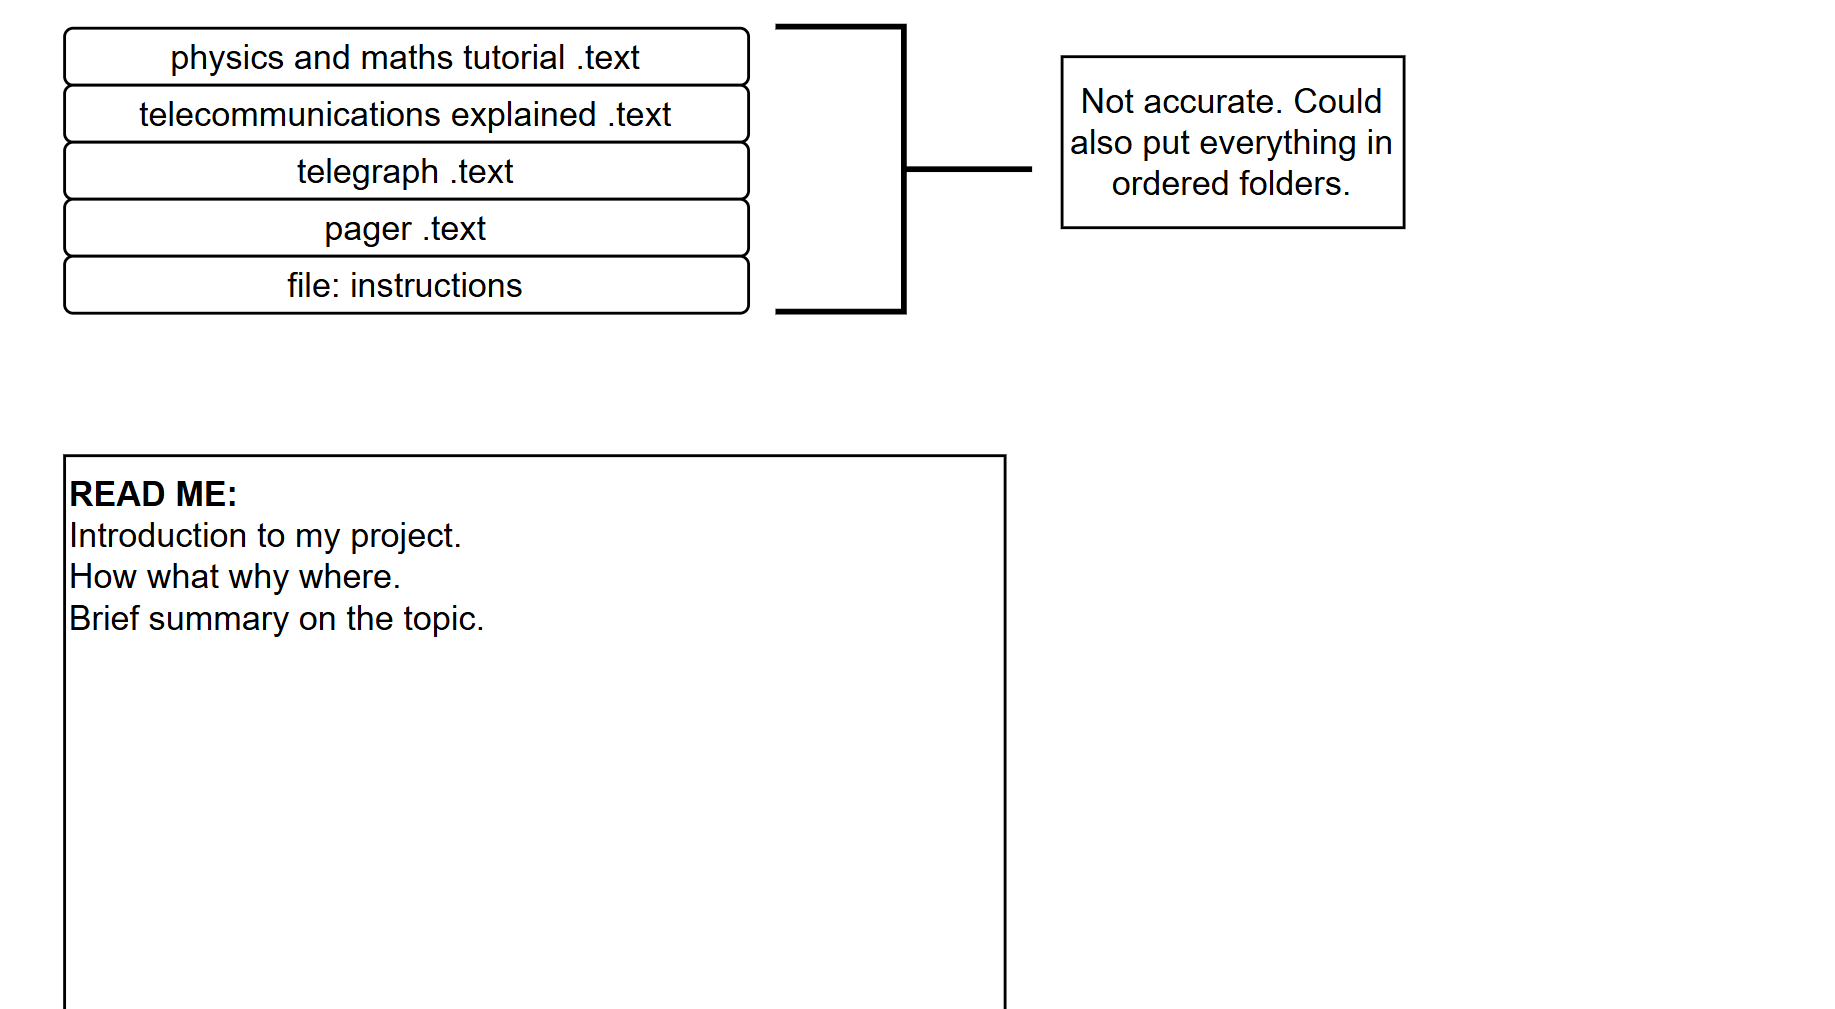 physics and maths tutorial .text
telecommunications explained .text
telegraph .text
pager .text
file: instructions
Not accurate. Could
also put everything in
ordered folders.
READ ME:
Introduction to my project.
How what why where.
Brief summary on the topic.